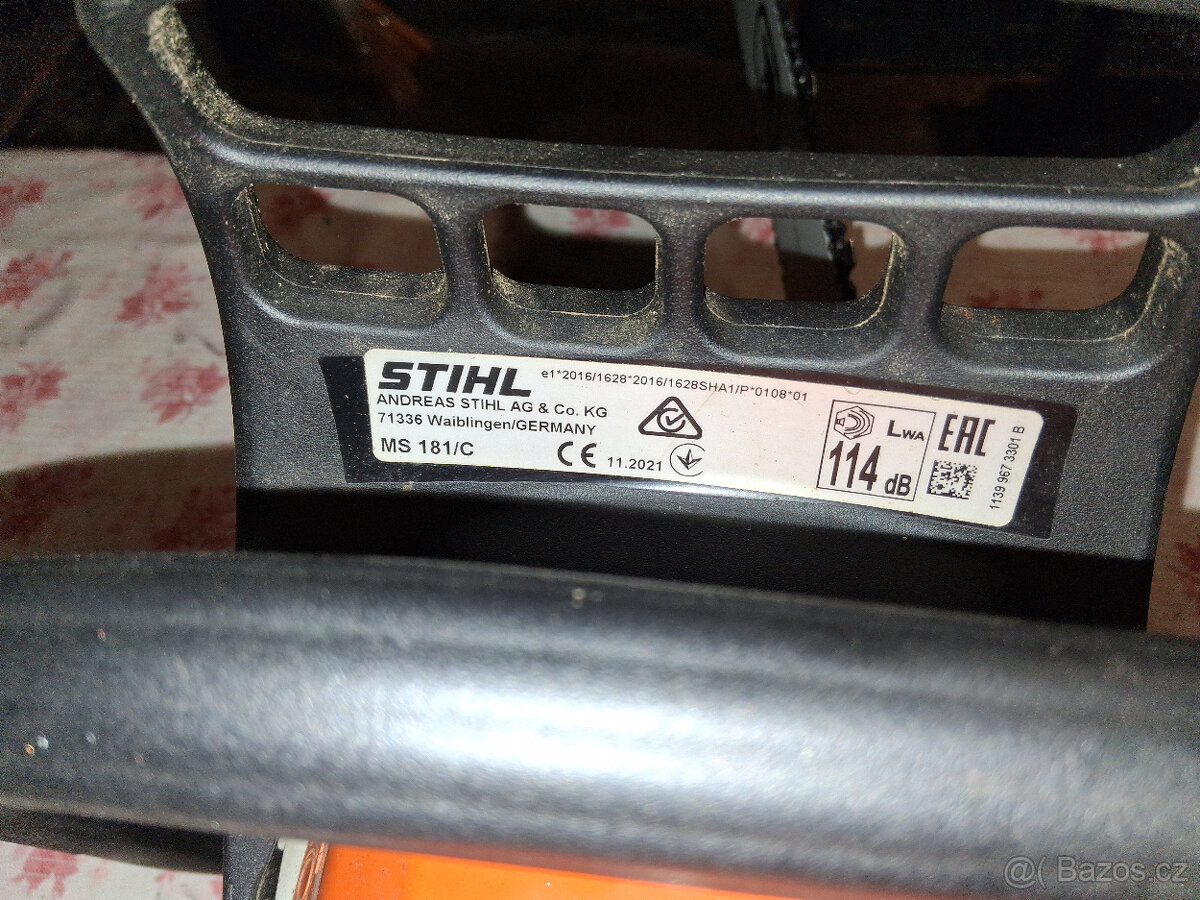 STIHL
e1*2016/1628*2016/1628SHA1/P*0108*01
ANDREAS STIHL AG & Co. KG
71336 Waiblingen/GERMANY
MS 181/C
CE 11.2021
LWA
114 dB
EAC
1139 967 3301 B
@( Bazos.cz